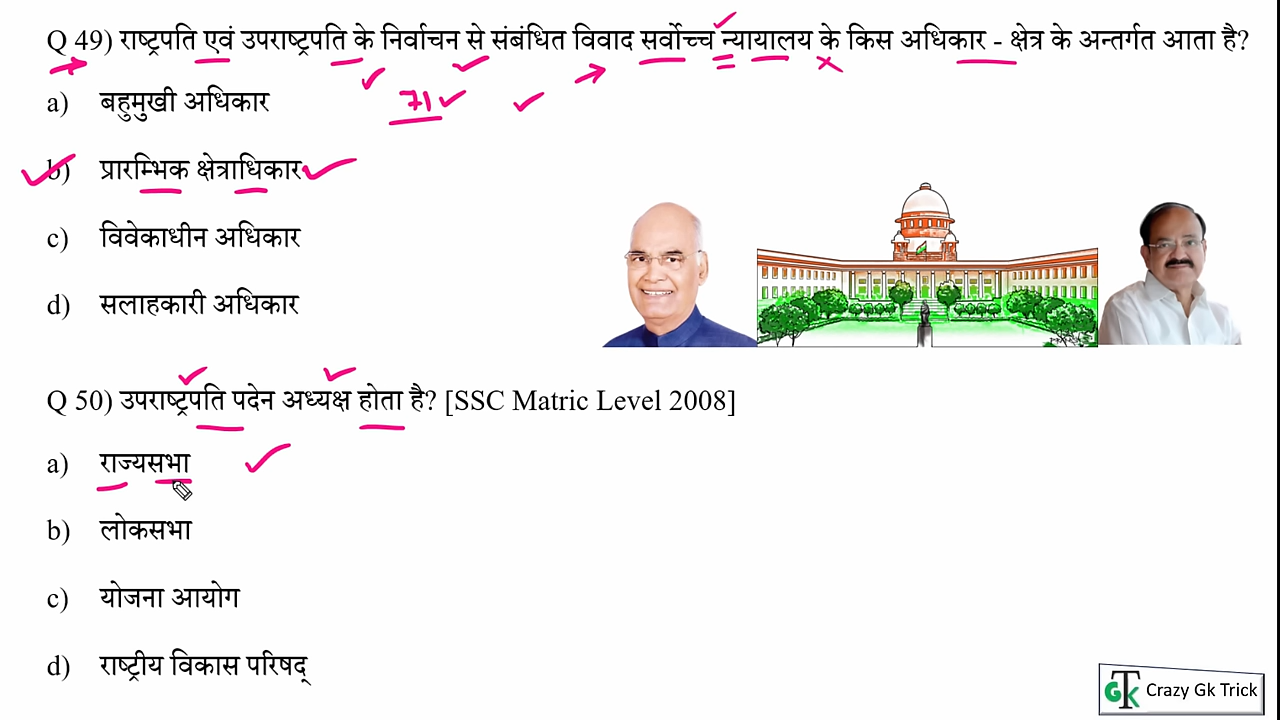 Q 49) राष्ट्रपति एवं उपराष्ट्रपति के निर्वाचन से संबंधित विवाद सर्वोच्च न्यायालय के किस अधिकार - क्षेत्र के अन्तर्गत आता है?
a) बहुमुखी अधिकार
71
b) प्रारम्भिक क्षेत्राधिकार
c) विवेकाधीन अधिकार
d) सलाहकारी अधिकार
Q 50) उपराष्ट्रपति पदेन अध्यक्ष होता है? [SSC Matric Level 2008]
a) राज्यसभा
b) लोकसभा
c) योजना आयोग
d) राष्ट्रीय विकास परिषद्
GTK Crazy Gk Trick